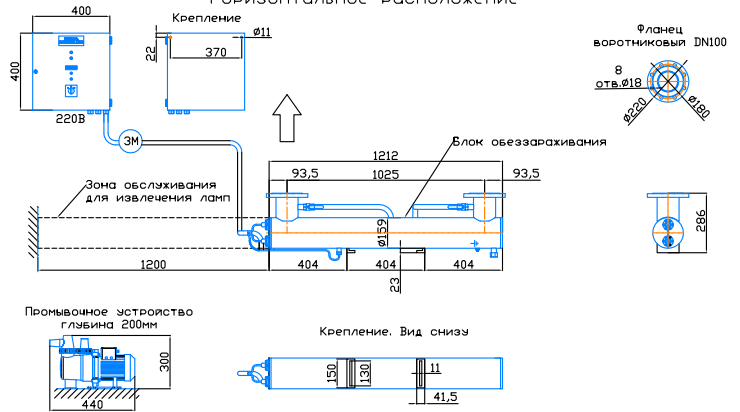 Горизонтальное расположение
400
Крепление
Ø11
22
370
400
220В
3М
Фланец
воротниковый DN100
8
отв.Ø18
Ø220
Ø180
Блок обеззараживания
1212
93,5
1025
93,5
Зона обслуживания
для извлечения ламп
Ø159
286
1200
404
404
404
23
Промывочное устройство
глубина 200мм
300
440
Крепление. Вид снизу
150
130
11
41,5